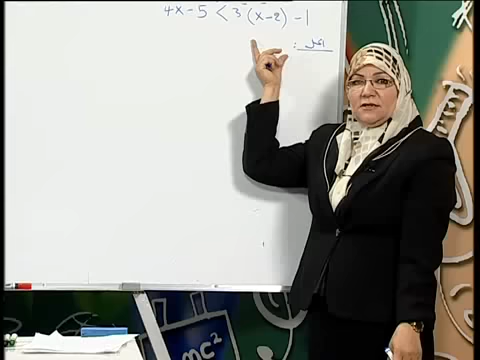 4x - 5 < 3 (x - 2) - 1
الحل :
mc²